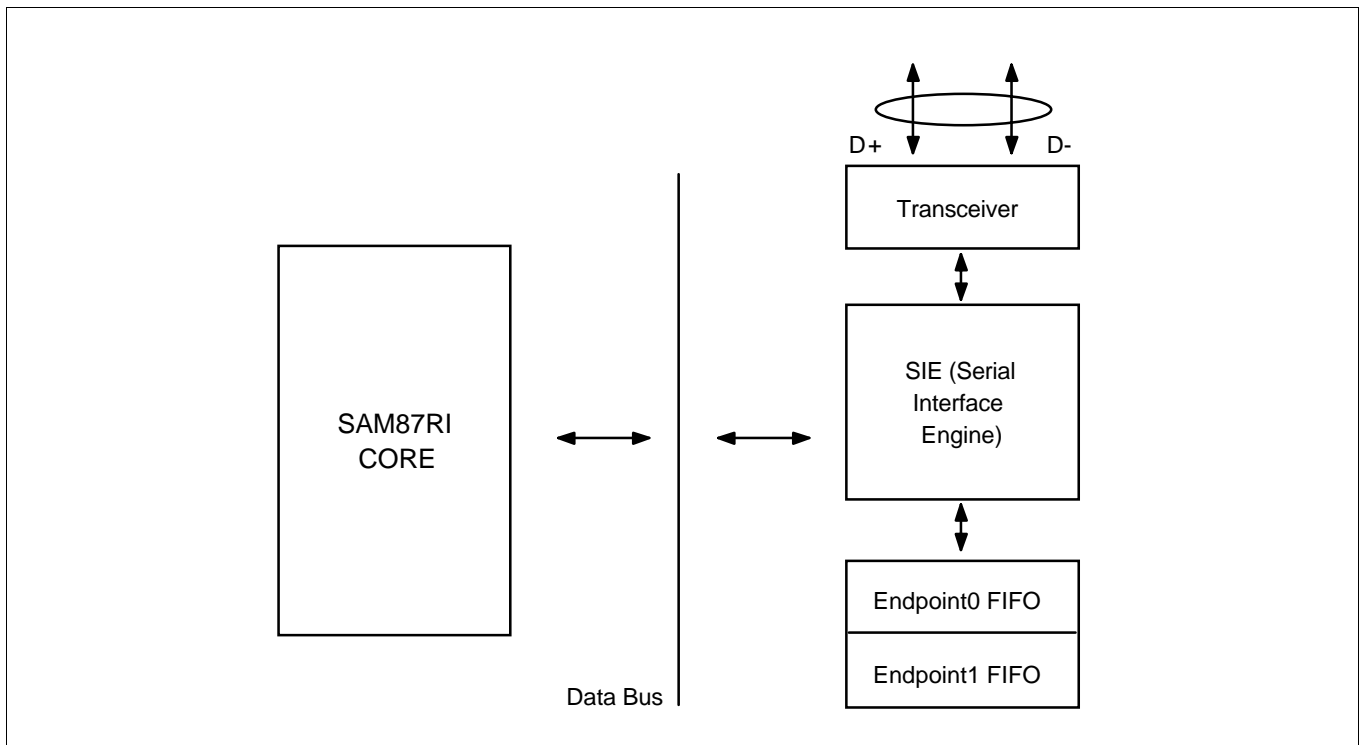 D+
D-
Transceiver
SAM87RI
CORE
SIE (Serial
Interface
Engine)
Endpoint0 FIFO
Endpoint1 FIFO
Data Bus